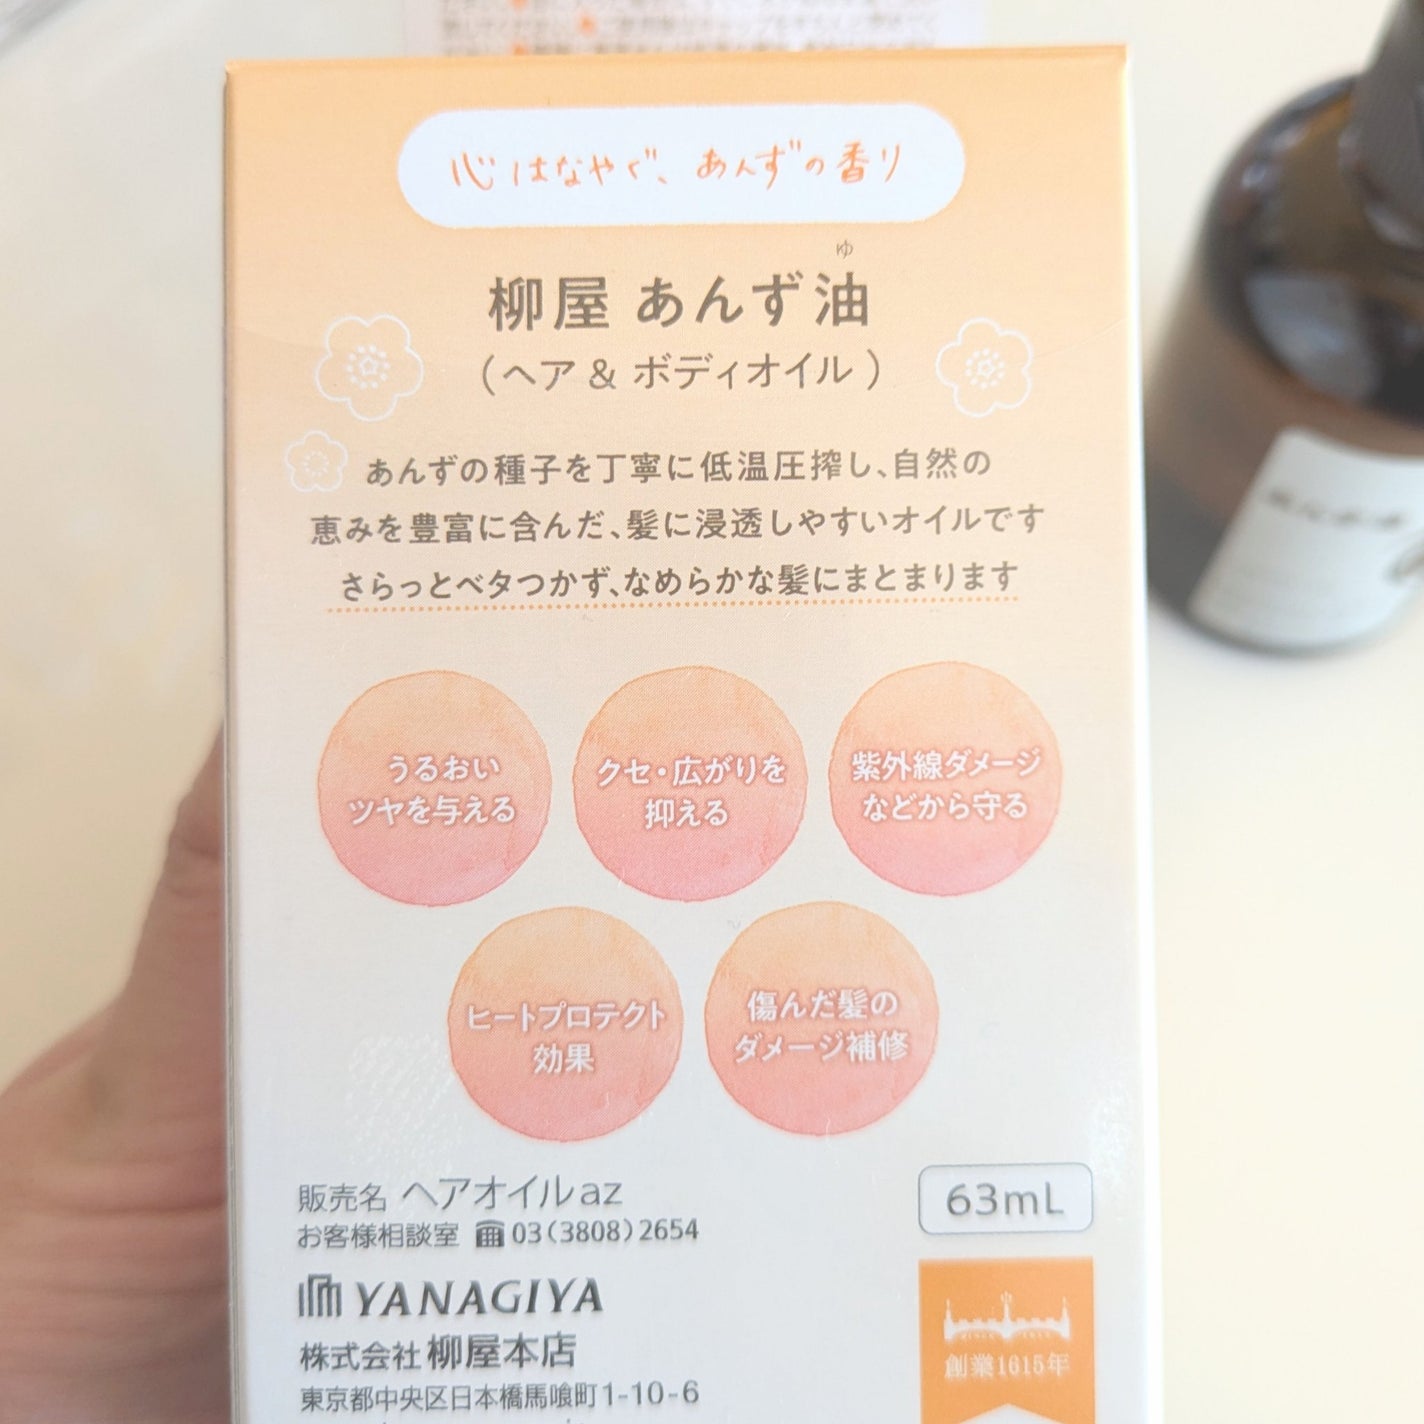 心はなやぐ、あんずの香り
ゆ
柳屋 あんず油
(ヘア & ボディオイル)
あんずの種子を丁寧に低温圧搾し、自然の
恵みを豊富に含んだ、髪に浸透しやすいオイルです
さらっとベタつかず、なめらかな髪にまとまります
うるおい
ツヤを与える
クセ・広がりを
抑える
紫外線ダメージ
などから守る
ヒートプロテクト
効果
傷んだ髪の
ダメージ補修
販売名 ヘアオイルaz
お客様相談室 ☎03(3808)2654
63mL
YANAGIYA
株式会社 柳屋本店
東京都中央区日本橋馬喰町1-10-6
創業1615年